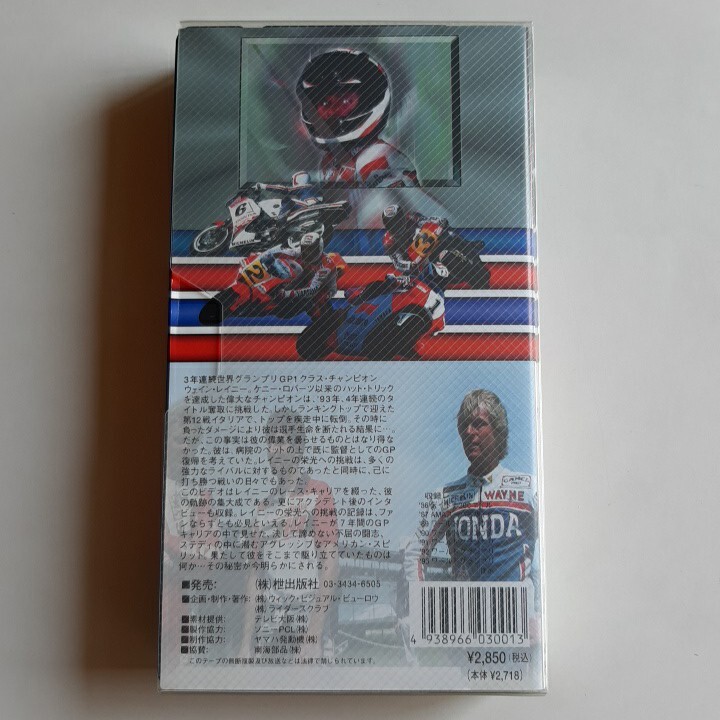 6
2
3
1
3年連続世界グランプリGP1クラス・チャンピオン
ウェイン・レイニー。ケニー・ロバーツ以来のハット・トリック
を達成した偉大なチャンピオンは、'93年、4年連続のタ
イトル奪取に挑戦した。しかしランキングトップで迎えた
第12戦イタリアで、トップを疾走中に転倒。その時に
負ったダメージにより彼は選手生命を断たれる結果に…。
だが、この事実は彼の偉業を曇らせるものとはなり得な
かった。彼は、病院のベットの上で既に監督としてのGP
復帰を考えていた。レイニーの栄光への挑戦は、多くの
強力なライバルに対するものであったと同時に、己に
打ち勝つ戦いの日々でもあった。
このビデオはレイニーのレース・キャリアを綴った、彼
の軌跡の集大成である。更にアクシデント後のインタ
ビューも収録。レイニーの栄光への挑戦の記録は、ファ
ンならずとも必見といえる。レイニーが7年間のGP
キャリアの中で見せた、決して諦めない不屈の闘志、
ステディの中に潜むアグレッシブなアメリカン・スピ
リット。果たして彼をそこまで駆り立てていたものは
何か…その秘密が今明らかにされる。
収録
WAYNE
HONDA
■発売: (株)枻出版社 03-3434-6505
■企画・制作・著作: (株)ウィック・ビジュアル・ビューロウ
(株)ライダースクラブ
■素材提供: テレビ大阪(株)
■製作協力: ソニーPCL(株)
■制作協力: ヤマハ発動機(株)
■協賛: 南海部品(株)
このテープの無断複製及び放送などは法律で禁じられています。
4 938966 030013
¥2,850(税込)
(本体 ¥2,718)